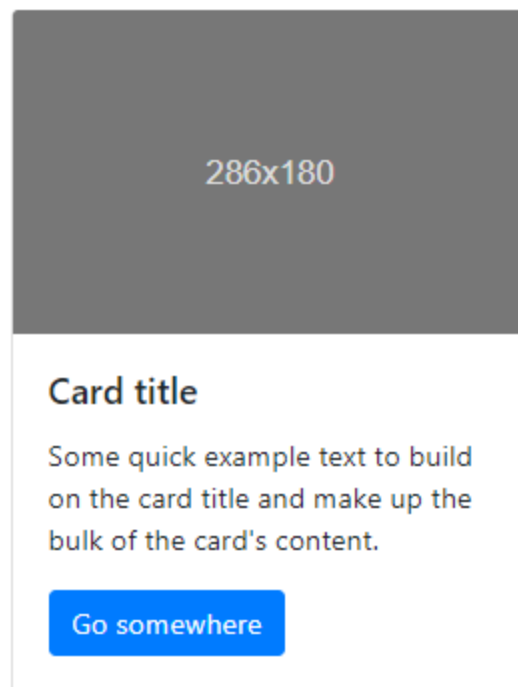 286x180
Card title
Some quick example text to build
on the card title and make up the
bulk of the card's content.
Go somewhere